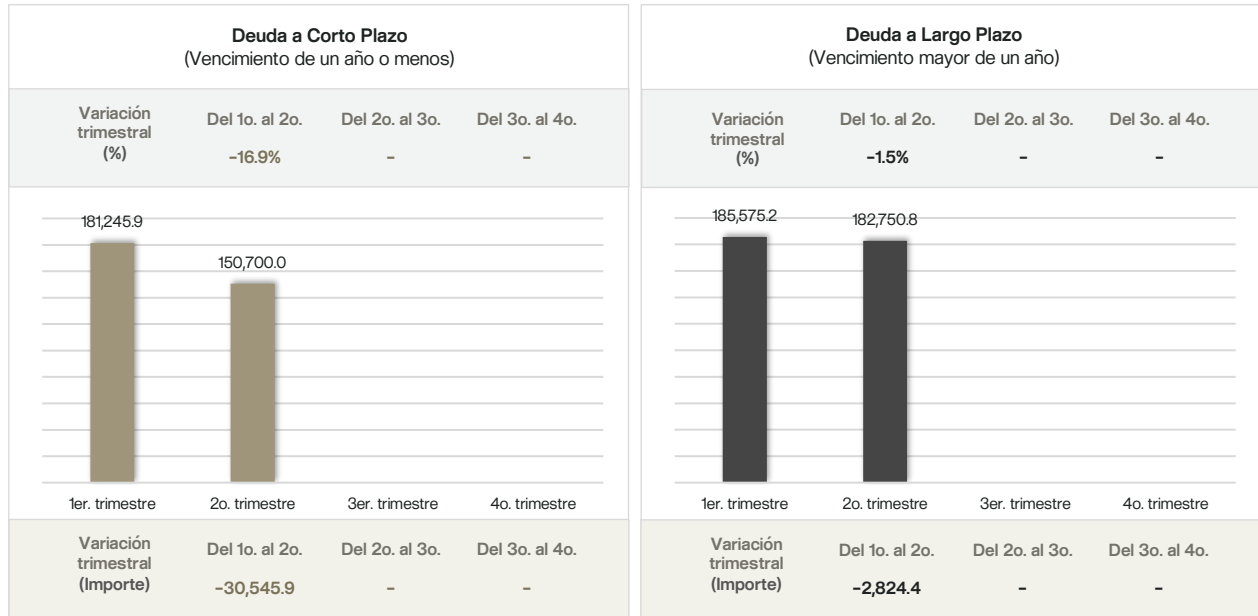 Deuda a Corto Plazo
(Vencimiento de un año o menos)
Variación
trimestral
(%)
Del 1o. al 2o.
Del 2o. al 3o.
Del 3o. al 4o.
-16.9%
-
-
181,245.9
150,700.0
1er. trimestre
2o. trimestre
3er. trimestre
4o. trimestre
Variación
trimestral
(Importe)
Del 1o. al 2o.
Del 2o. al 3o.
Del 3o. al 4o.
-30,545.9
-
-
Deuda a Largo Plazo
(Vencimiento mayor de un año)
Variación
trimestral
(%)
Del 1o. al 2o.
Del 2o. al 3o.
Del 3o. al 4o.
-1.5%
-
-
185,575.2
182,750.8
1er. trimestre
2o. trimestre
3er. trimestre
4o. trimestre
Variación
trimestral
(Importe)
Del 1o. al 2o.
Del 2o. al 3o.
Del 3o. al 4o.
-2,824.4
-
-